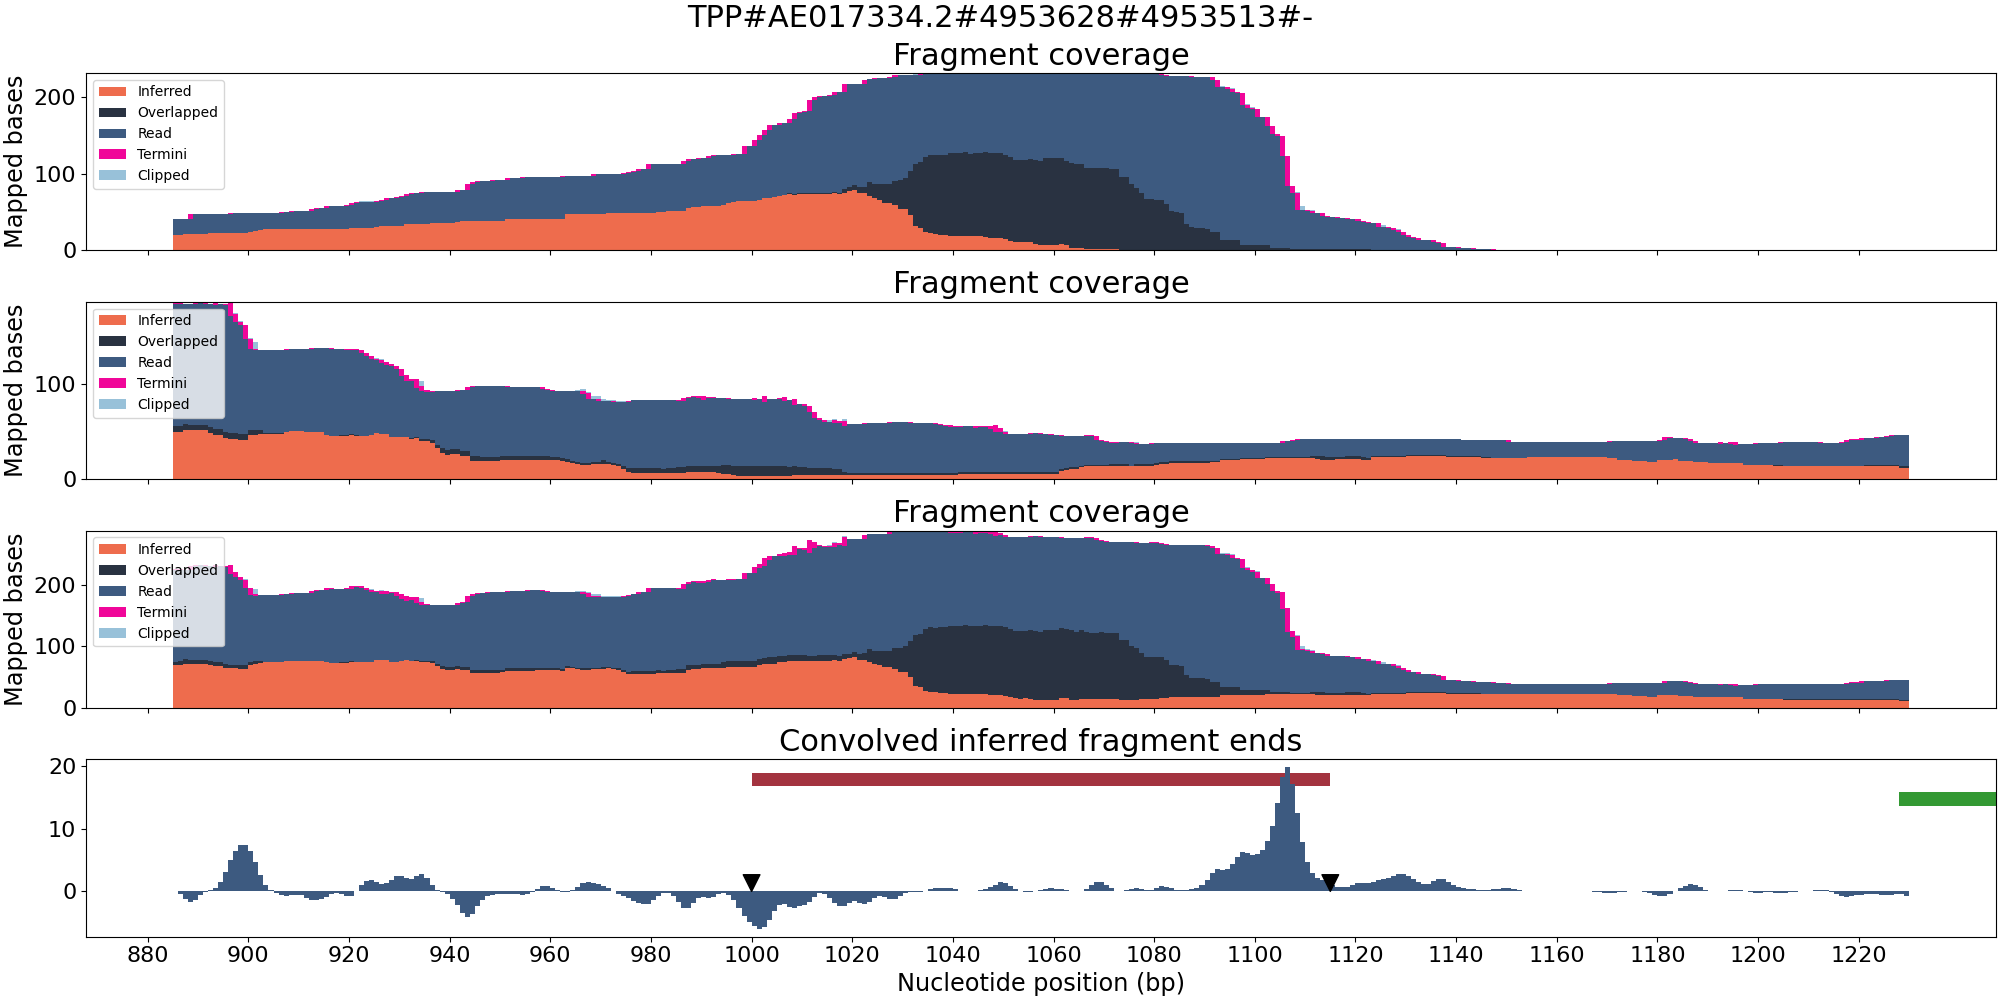 TPP#AE017334.2#4953628#4953513#-
Fragment coverage
Mapped bases
200
100
0
Inferred
Overlapped
Read
Termini
Clipped
Fragment coverage
Mapped bases
100
0
Inferred
Overlapped
Read
Termini
Clipped
Fragment coverage
Mapped bases
200
100
0
Inferred
Overlapped
Read
Termini
Clipped
Convolved inferred fragment ends
20
10
0
880 900 920 940 960 980 1000 1020 1040 1060 1080 1100 1120 1140 1160 1180 1200 1220
Nucleotide position (bp)